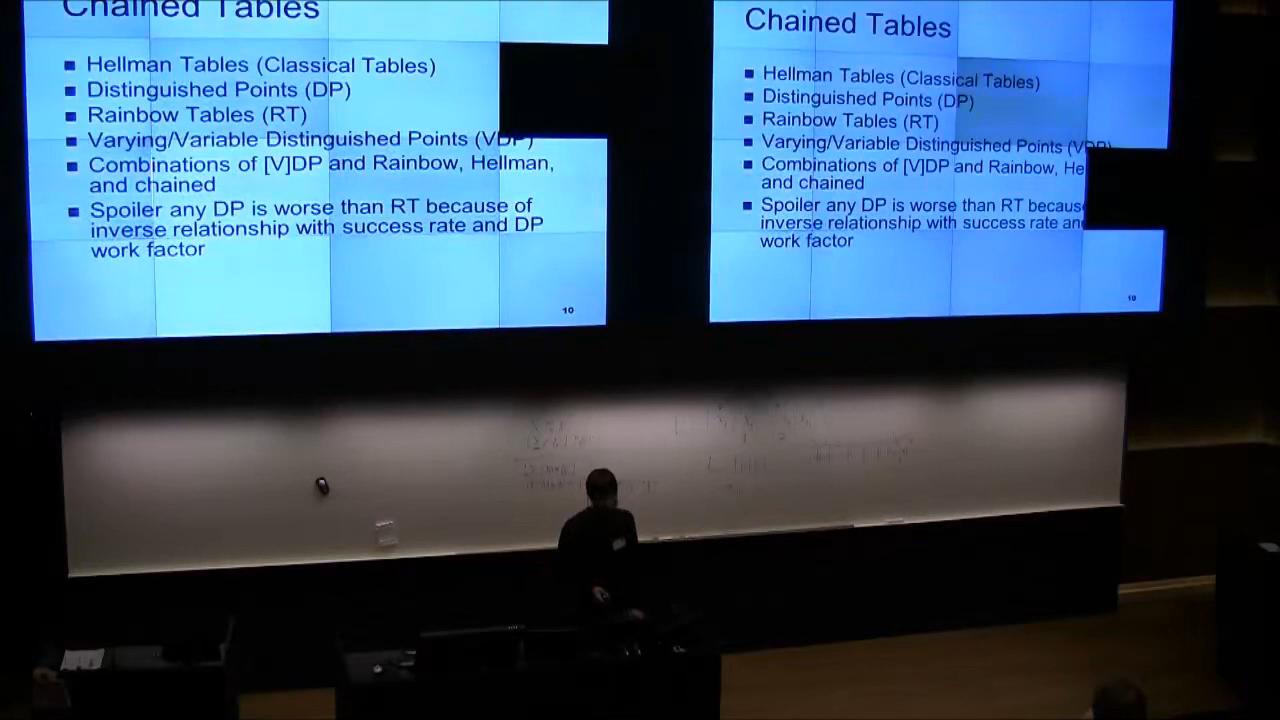 Chained Tables
Hellman Tables (Classical Tables)
Distinguished Points (DP)
Rainbow Tables (RT)
Varying/Variable Distinguished Points (VDP)
Combinations of [V]DP and Rainbow, Hellman,
and chained
Spoiler any DP is worse than RT because of
inverse relationship with success rate and DP
work factor
10
Chained Tables
Hellman Tables (Classical Tables)
Distinguished Points (DP)
Rainbow Tables (RT)
Varying/Variable Distinguished Points (VDP)
Combinations of [V]DP and Rainbow, He
and chained
Spoiler any DP is worse than RT because
inverse relationship with success rate an
work factor
10